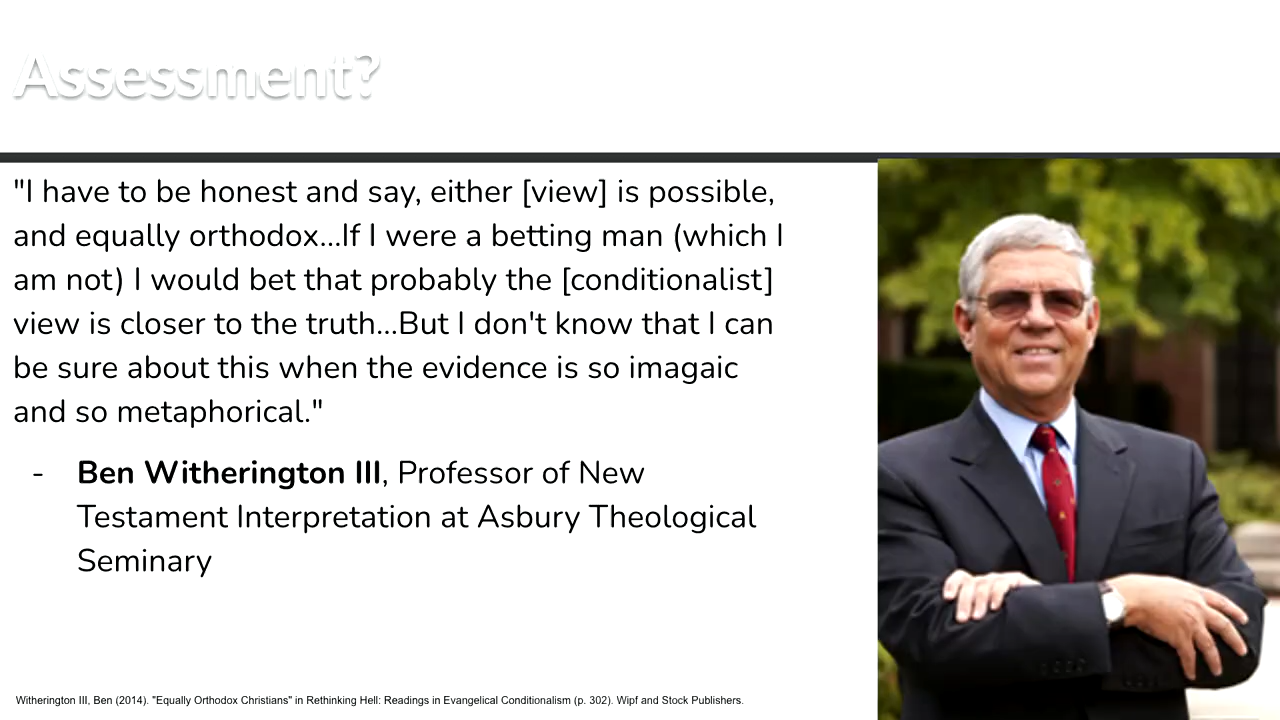 Assessment?
"I have to be honest and say, either [view] is possible,
and equally orthodox...If I were a betting man (which I
am not) I would bet that probably the [conditionalist]
view is closer to the truth...But I don't know that I can
be sure about this when the evidence is so imagaic
and so metaphorical."
- Ben Witherington III, Professor of New
Testament Interpretation at Asbury Theological
Seminary
Witherington III, Ben (2014). "Equally Orthodox Christians" in Rethinking Hell: Readings in Evangelical Conditionalism (p. 302). Wipf and Stock Publishers.